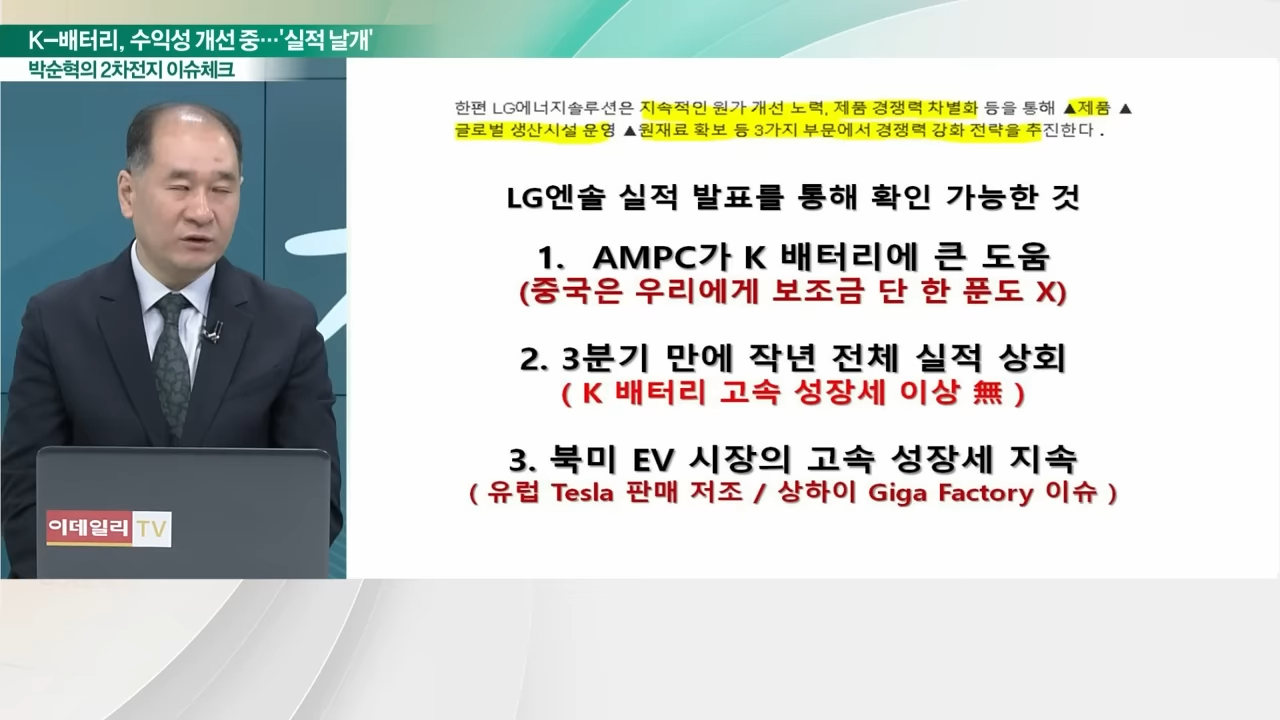 K-배터리, 수익성 개선 중…'실적 날개'
박순혁의 2차전지 이슈체크
한편 LG에너지솔루션은 지속적인 원가 개선 노력, 제품 경쟁력 차별화 등을 통해 ▲제품 ▲
글로벌 생산시설 운영 ▲원재료 확보 등 3가지 부문에서 경쟁력 강화 전략을 추진한다 .
LG엔솔 실적 발표를 통해 확인 가능한 것
1. AMPC가 K 배터리에 큰 도움
(중국은 우리에게 보조금 단 한 푼도 X)
2. 3분기 만에 작년 전체 실적 상회
( K 배터리 고속 성장세 이상 無 )
3. 북미 EV 시장의 고속 성장세 지속
( 유럽 Tesla 판매 저조 / 상하이 Giga Factory 이슈 )
이데일리 TV